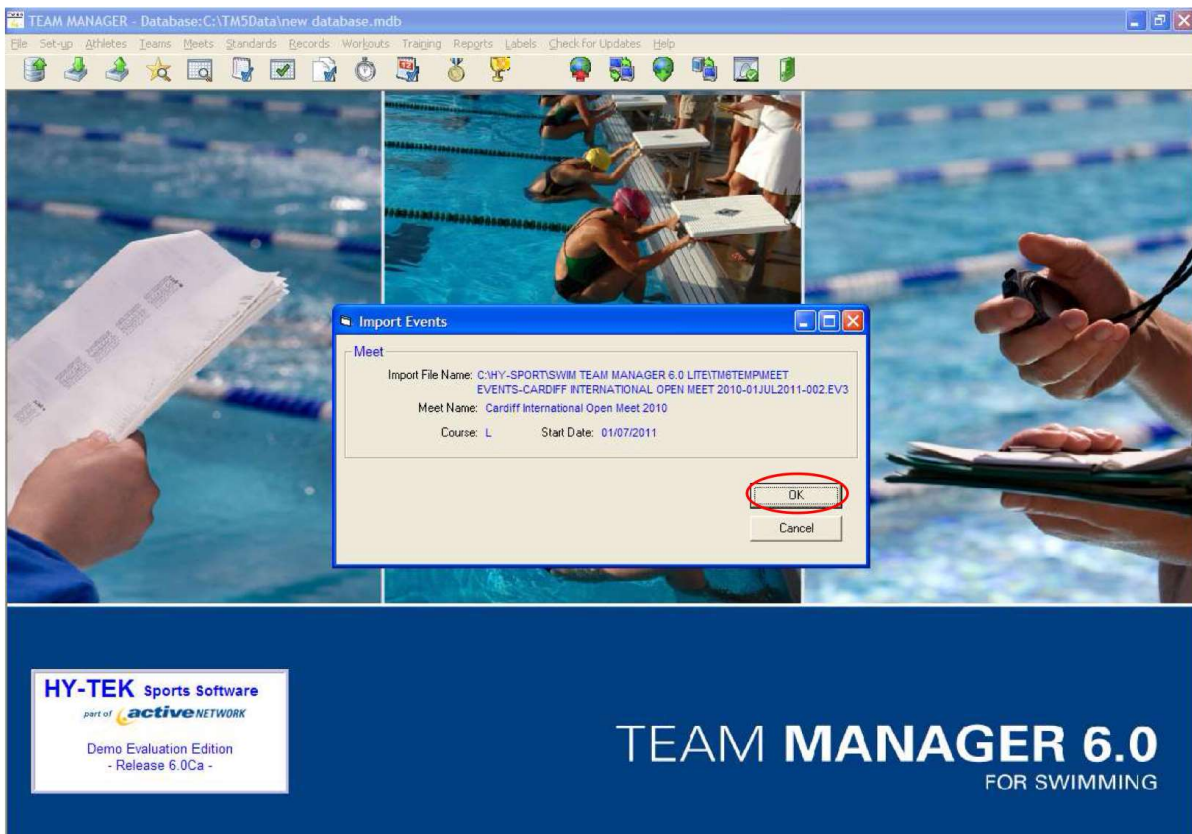 TEAM MANAGER - Database:C:\TM5Data\new database.mdb
File Set-up Athletes Teams Meets Standards Records Workouts Training Reports Labels Check for Updates Help
Import Events
Meet
Import File Name: C:\HY-SPORT\SWIM TEAM MANAGER 6.0 LITE\TM6TEMP\MEET
EVENTS-CARDIFF INTERNATIONAL OPEN MEET 2010-01JUL2011-002.EV3
Meet Name: Cardiff International Open Meet 2010
Course: L Start Date: 01/07/2011
OK
Cancel
HY-TEK Sports Software
part of active NETWORK
Demo Evaluation Edition
- Release 6.0Ca -
TEAM MANAGER 6.0
FOR SWIMMING